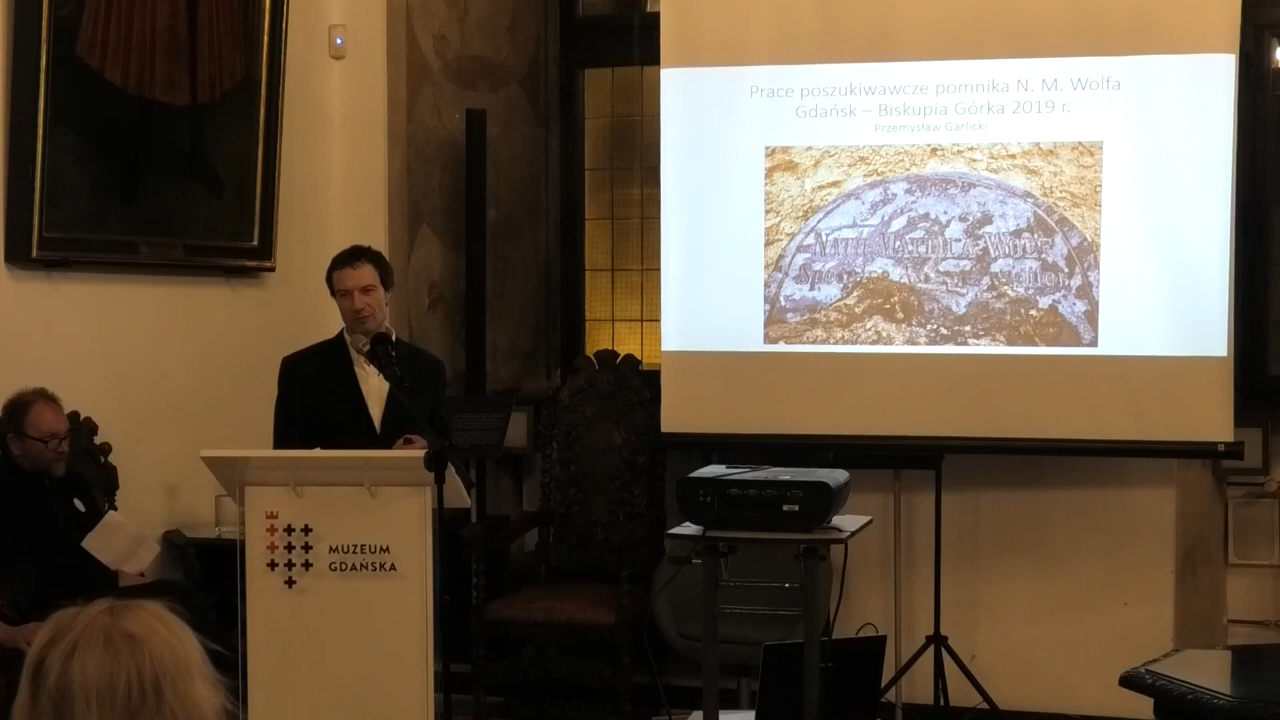 Prace poszukiwawcze pomnika N. M. Wolfa
Gdańsk – Biskupia Górka 2019 r.
Przemysław Garlicki
MUZEUM
GDAŃSKA